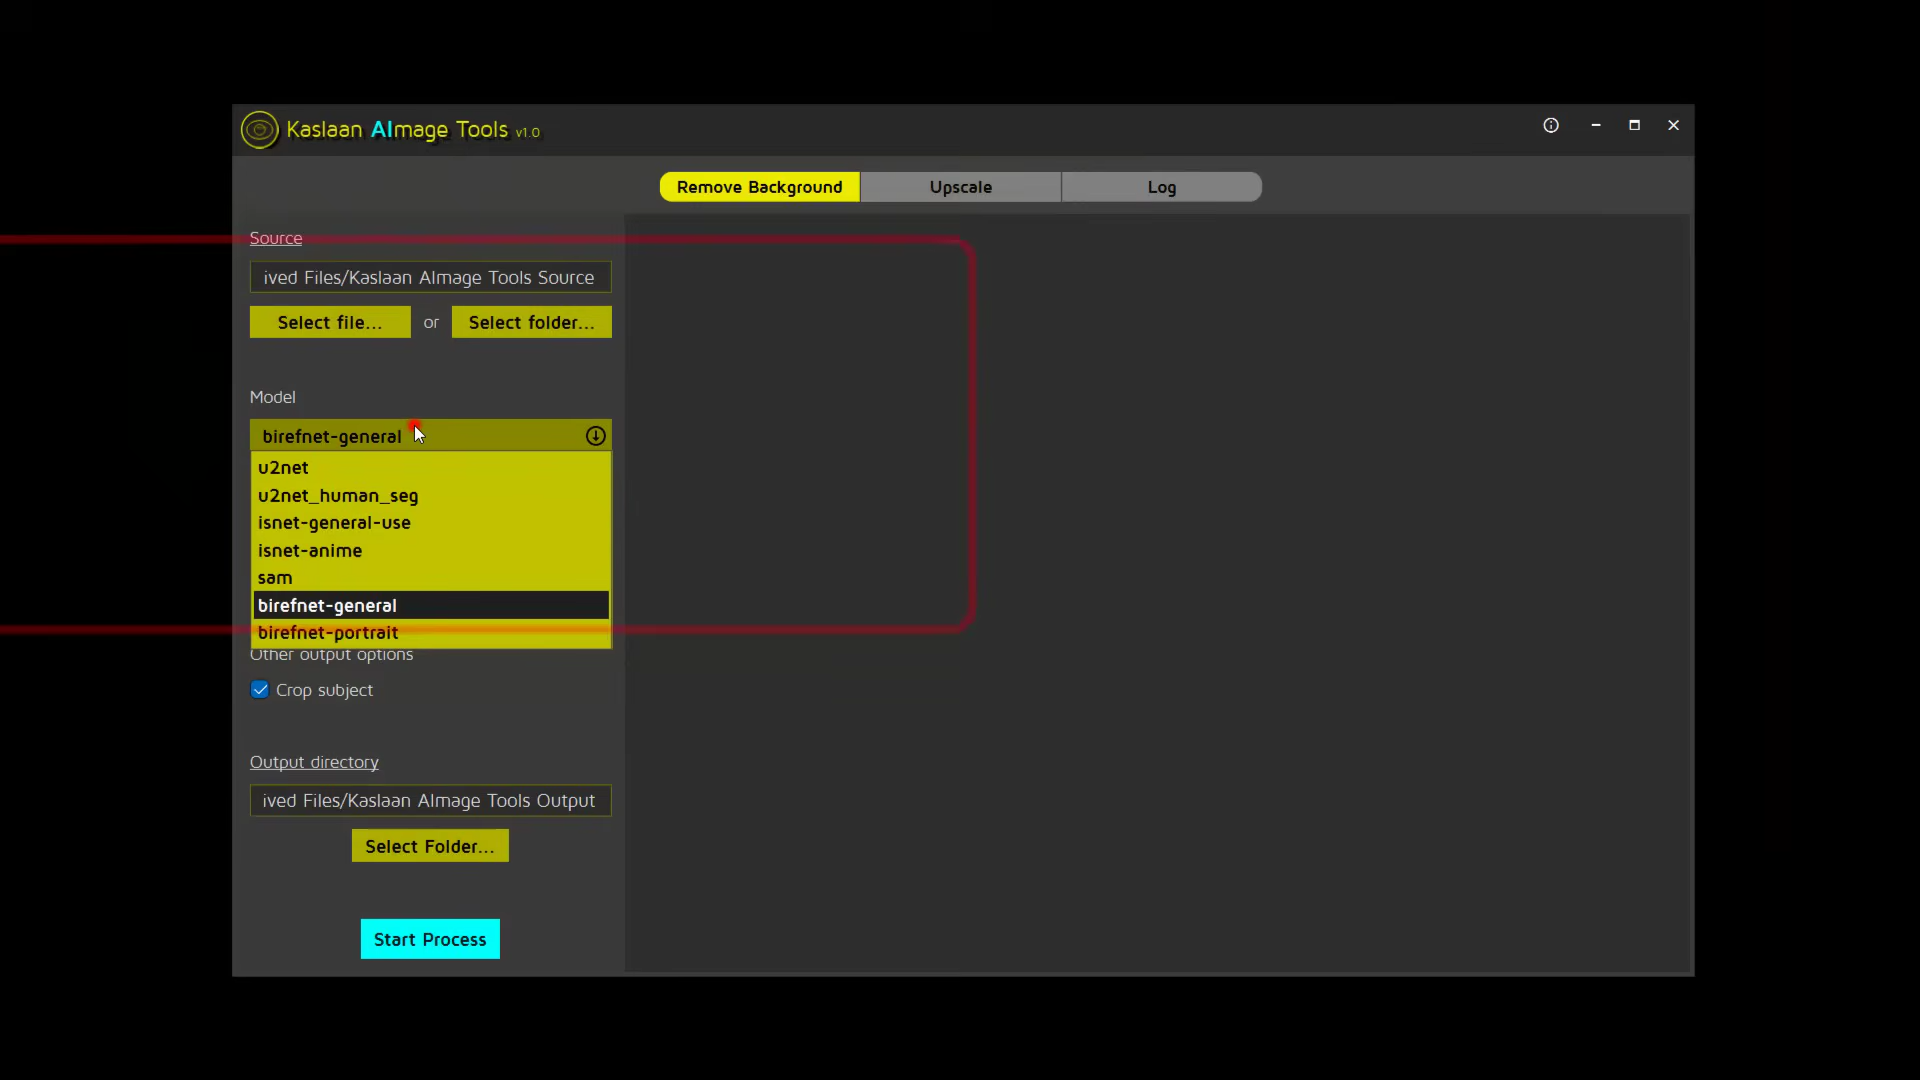 Kaslaan AImage Tools v1.0
Remove Background
Upscale
Log
Source
ived Files/Kaslaan AImage Tools Source
Select file...
or
Select folder...
Model
birefnet-general
u2net
u2net_human_seg
isnet-general-use
isnet-anime
sam
birefnet-general
birefnet-portrait
Other output options
Crop subject
Output directory
ived Files/Kaslaan AImage Tools Output
Select Folder...
Start Process